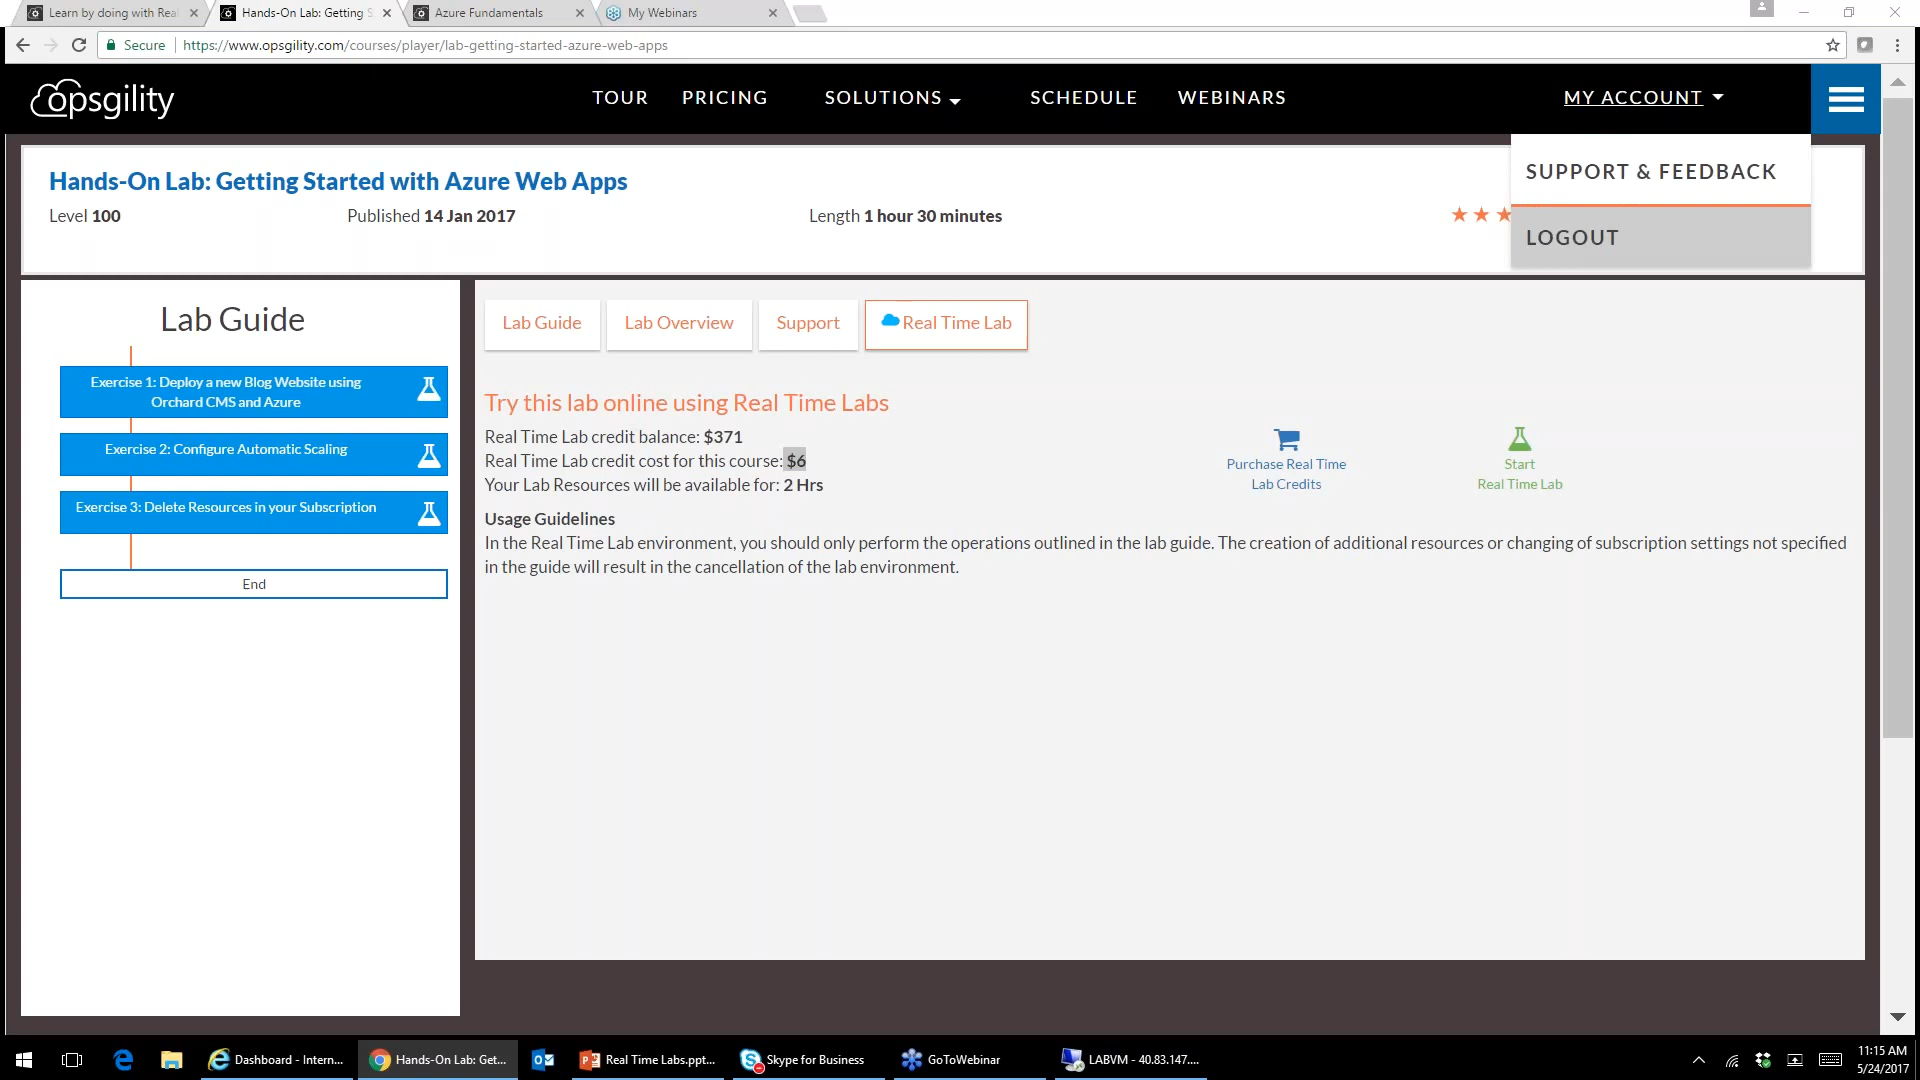 Learn by doing with Real
Hands-On Lab: Getting S
Azure Fundamentals
My Webinars
Secure
https://www.opsgility.com/courses/player/lab-getting-started-azure-web-apps
opsgility
TOUR
PRICING
SOLUTIONS
SCHEDULE
WEBINARS
MY ACCOUNT
SUPPORT & FEEDBACK
LOGOUT
Hands-On Lab: Getting Started with Azure Web Apps
Level 100
Published 14 Jan 2017
Length 1 hour 30 minutes
Lab Guide
Exercise 1: Deploy a new Blog Website using
Orchard CMS and Azure
Exercise 2: Configure Automatic Scaling
Exercise 3: Delete Resources in your Subscription
End
Lab Guide
Lab Overview
Support
Real Time Lab
Try this lab online using Real Time Labs
Real Time Lab credit balance: $371
Real Time Lab credit cost for this course: $6
Your Lab Resources will be available for: 2 Hrs
Purchase Real Time
Lab Credits
Start
Real Time Lab
Usage Guidelines
In the Real Time Lab environment, you should only perform the operations outlined in the lab guide. The creation of additional resources or changing of subscription settings not specified
in the guide will result in the cancellation of the lab environment.
Dashboard - Intern...
Hands-On Lab: Get...
Real Time Labs.ppt...
Skype for Business
GoToWebinar
LABVM - 40.83.147....
11:15 AM
5/24/2017